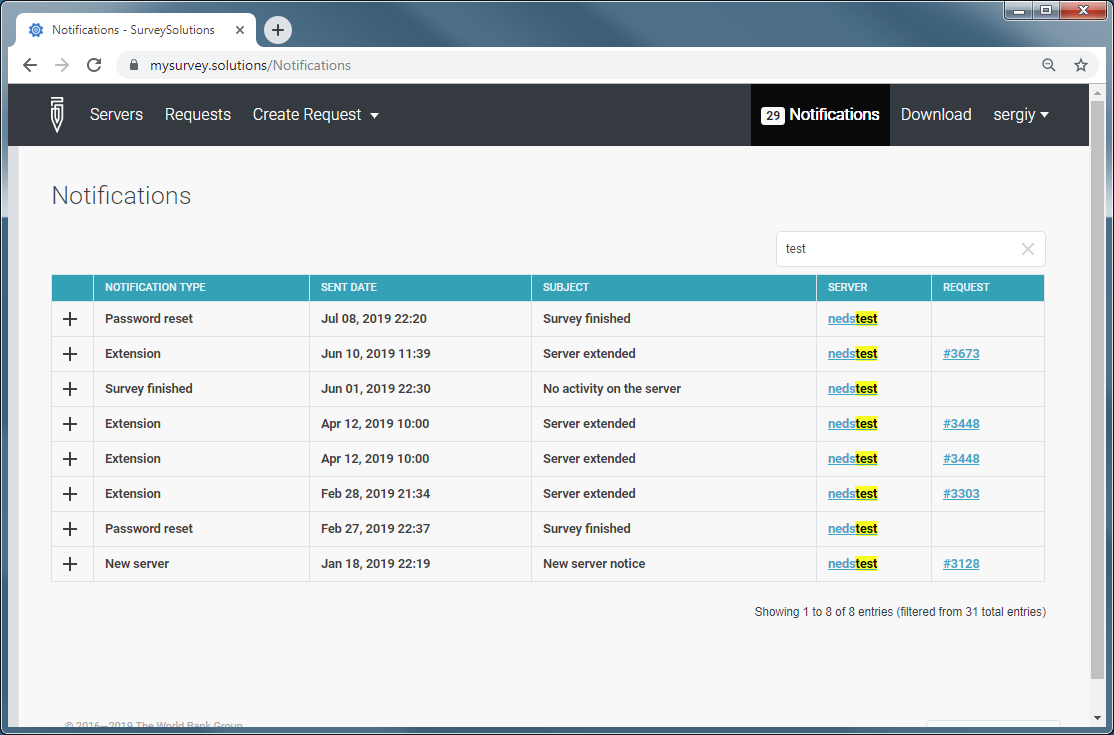 Notifications - SurveySolutions
mysurvey.solutions/Notifications
Servers Requests Create Request 29 Notifications Download sergiy
Notifications
test
NOTIFICATION TYPE SENT DATE SUBJECT SERVER REQUEST
Password reset Jul 08, 2019 22:20 Survey finished nedstest
Extension Jun 10, 2019 11:39 Server extended nedstest #3673
Survey finished Jun 01, 2019 22:30 No activity on the server nedstest
Extension Apr 12, 2019 10:00 Server extended nedstest #3448
Extension Apr 12, 2019 10:00 Server extended nedstest #3448
Extension Feb 28, 2019 21:34 Server extended nedstest #3303
Password reset Feb 27, 2019 22:37 Survey finished nedstest
New server Jan 18, 2019 22:19 New server notice nedstest #3128
Showing 1 to 8 of 8 entries (filtered from 31 total entries)
© 2016—2019 The World Bank Group